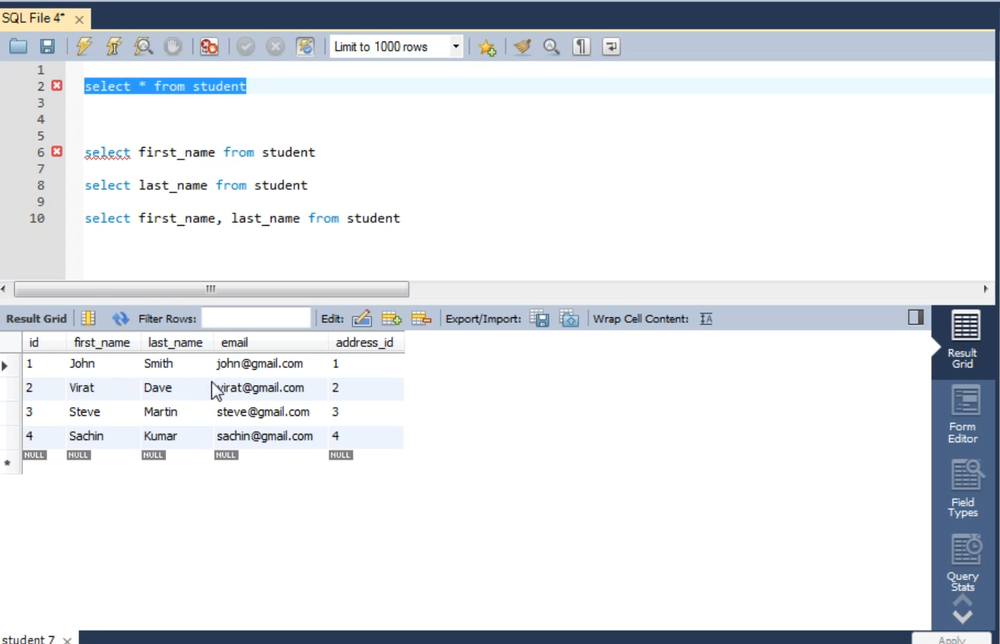 SQL File 4*
Limit to 1000 rows
1
2 select * from student
3
4
5
6 select first_name from student
7
8 select last_name from student
9
10 select first_name, last_name from student
Result Grid Filter Rows: Edit: Export/Import: Wrap Cell Content:
id first_name last_name email address_id
1 John Smith john@gmail.com 1
2 Virat Dave virat@gmail.com 2
3 Steve Martin steve@gmail.com 3
4 Sachin Kumar sachin@gmail.com 4
NULL NULL NULL NULL NULL
Result
Grid
Form
Editor
Field
Types
Query
Stats
student 7
Apply